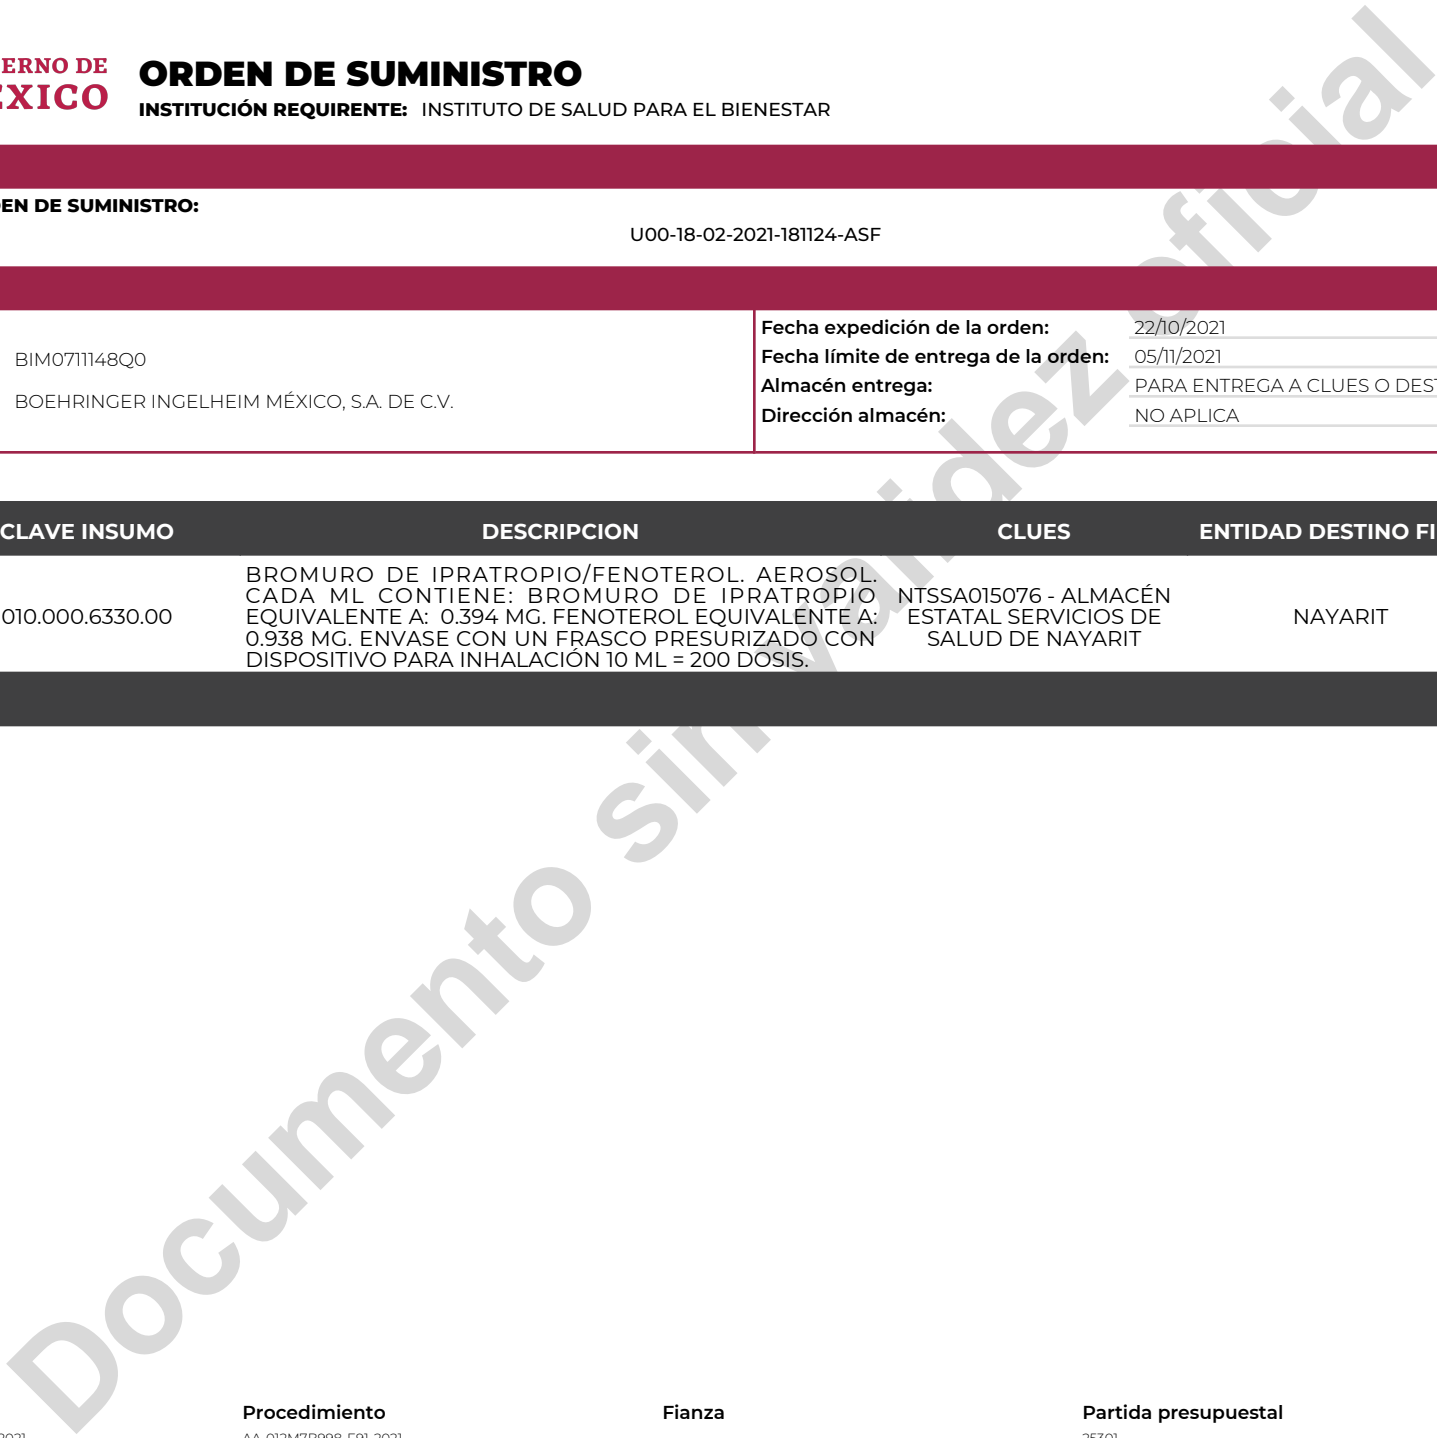 ORDEN DE SUMINISTRO
INSTITUCIÓN REQUIRENTE: INSTITUTO DE SALUD PARA EL BIENESTAR
ERNO DE
XICO
EN DE SUMINISTRO:
U00-18-02-2021-181124-ASF
BIM0711148Q0
BOEHRINGER INGELHEIM MÉXICO, S.A. DE C.V.
Fecha expedición de la orden: 22/10/2021
Fecha límite de entrega de la orden: 05/11/2021
Almacén entrega: PARA ENTREGA A CLUES O DES
Dirección almacén: NO APLICA
CLAVE INSUMO DESCRIPCION CLUES ENTIDAD DESTINO FI
010.000.6330.00
BROMURO DE IPRATROPIO/FENOTEROL. AEROSOL.
CADA ML CONTIENE: BROMURO DE IPRATROPIO
EQUIVALENTE A: 0.394 MG. FENOTEROL EQUIVALENTE A:
0.938 MG. ENVASE CON UN FRASCO PRESURIZADO CON
DISPOSITIVO PARA INHALACIÓN 10 ML = 200 DOSIS.
NTSSA015076 - ALMACÉN
ESTATAL SERVICIOS DE
SALUD DE NAYARIT
NAYARIT
Documento sin validez oficial
Procedimiento Fianza Partida presupuestal